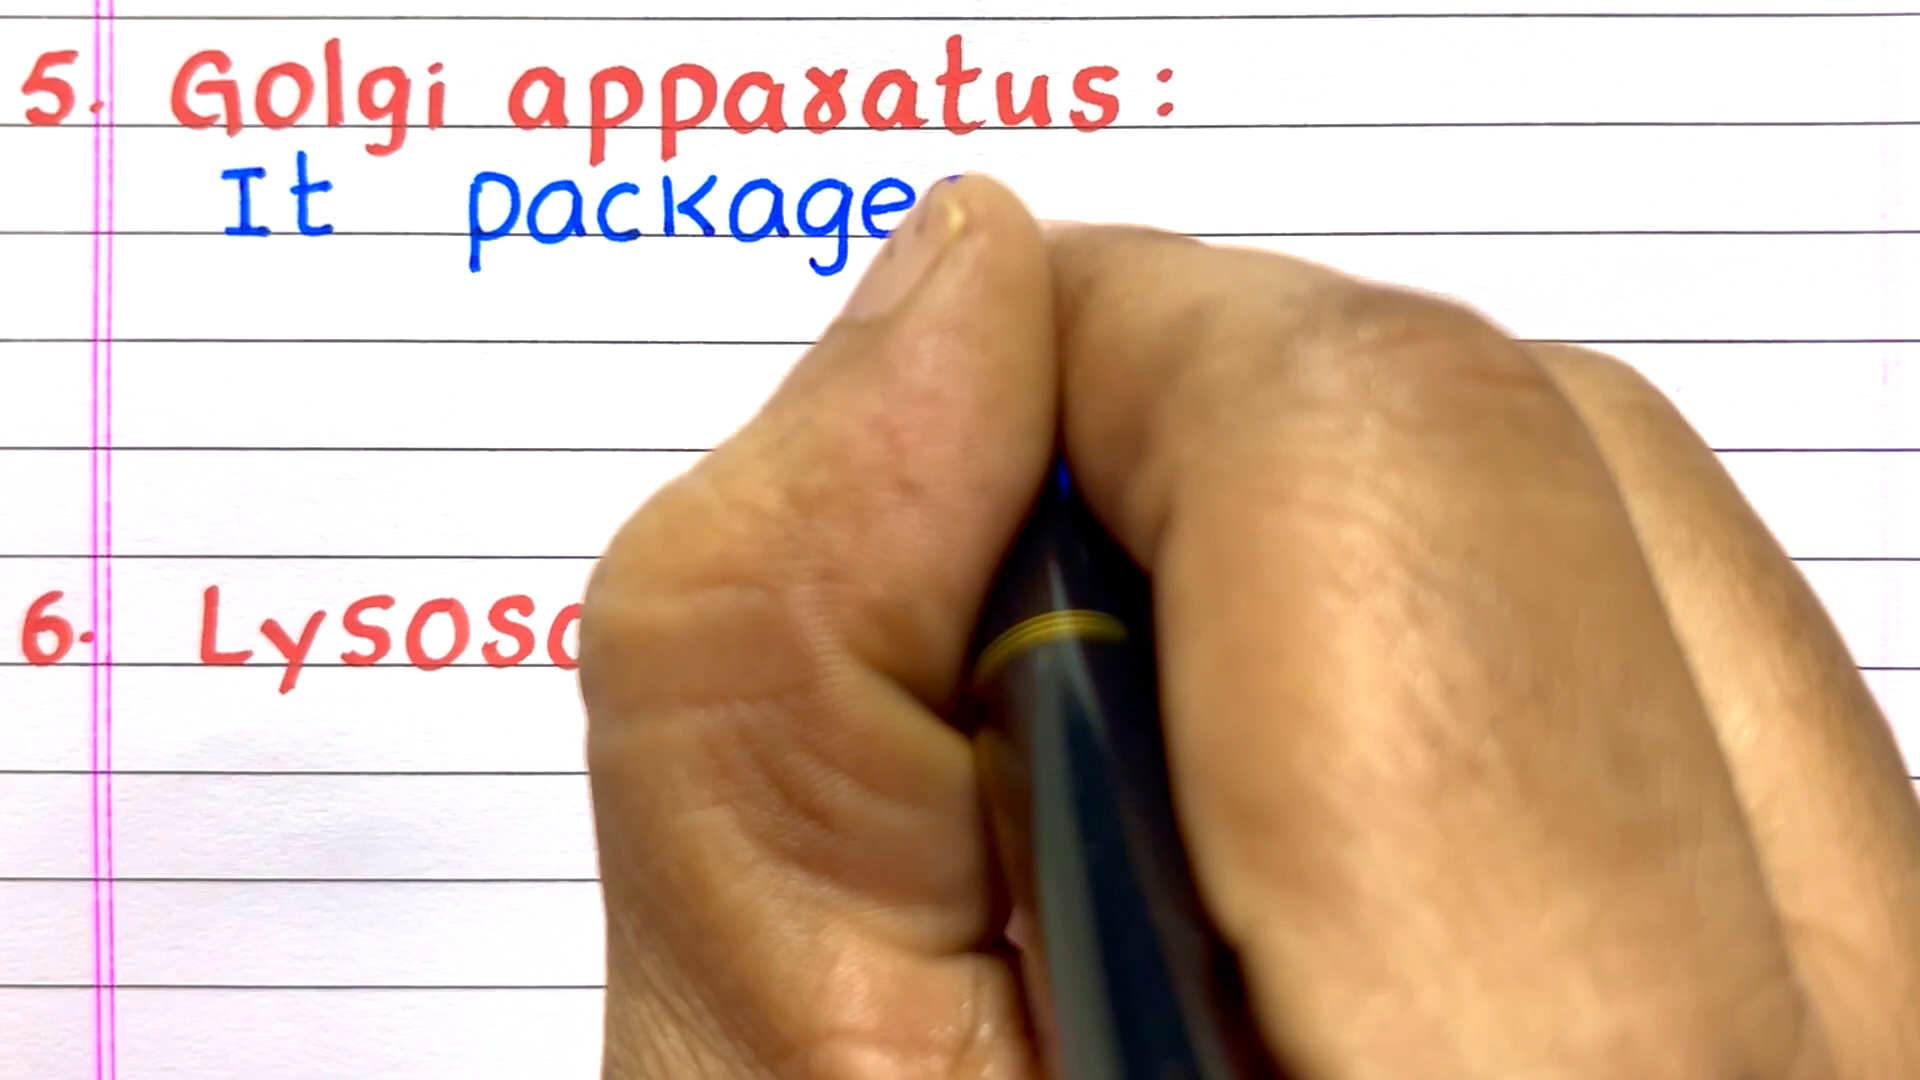 5. Golgi apparatus:
It package
6. Lysoso